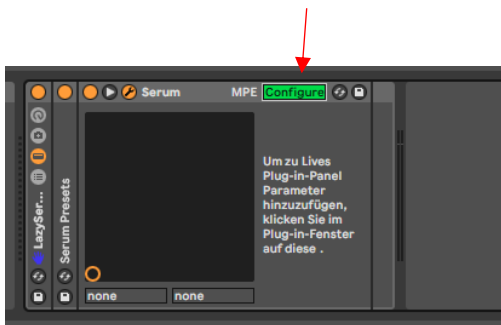 Serum
MPE
Configure
LazySer...
Serum Presets
Um zu Lives
Plug-in-Panel
Parameter
hinzuzufügen,
klicken Sie im
Plug-in-Fenster
auf diese .
none
none